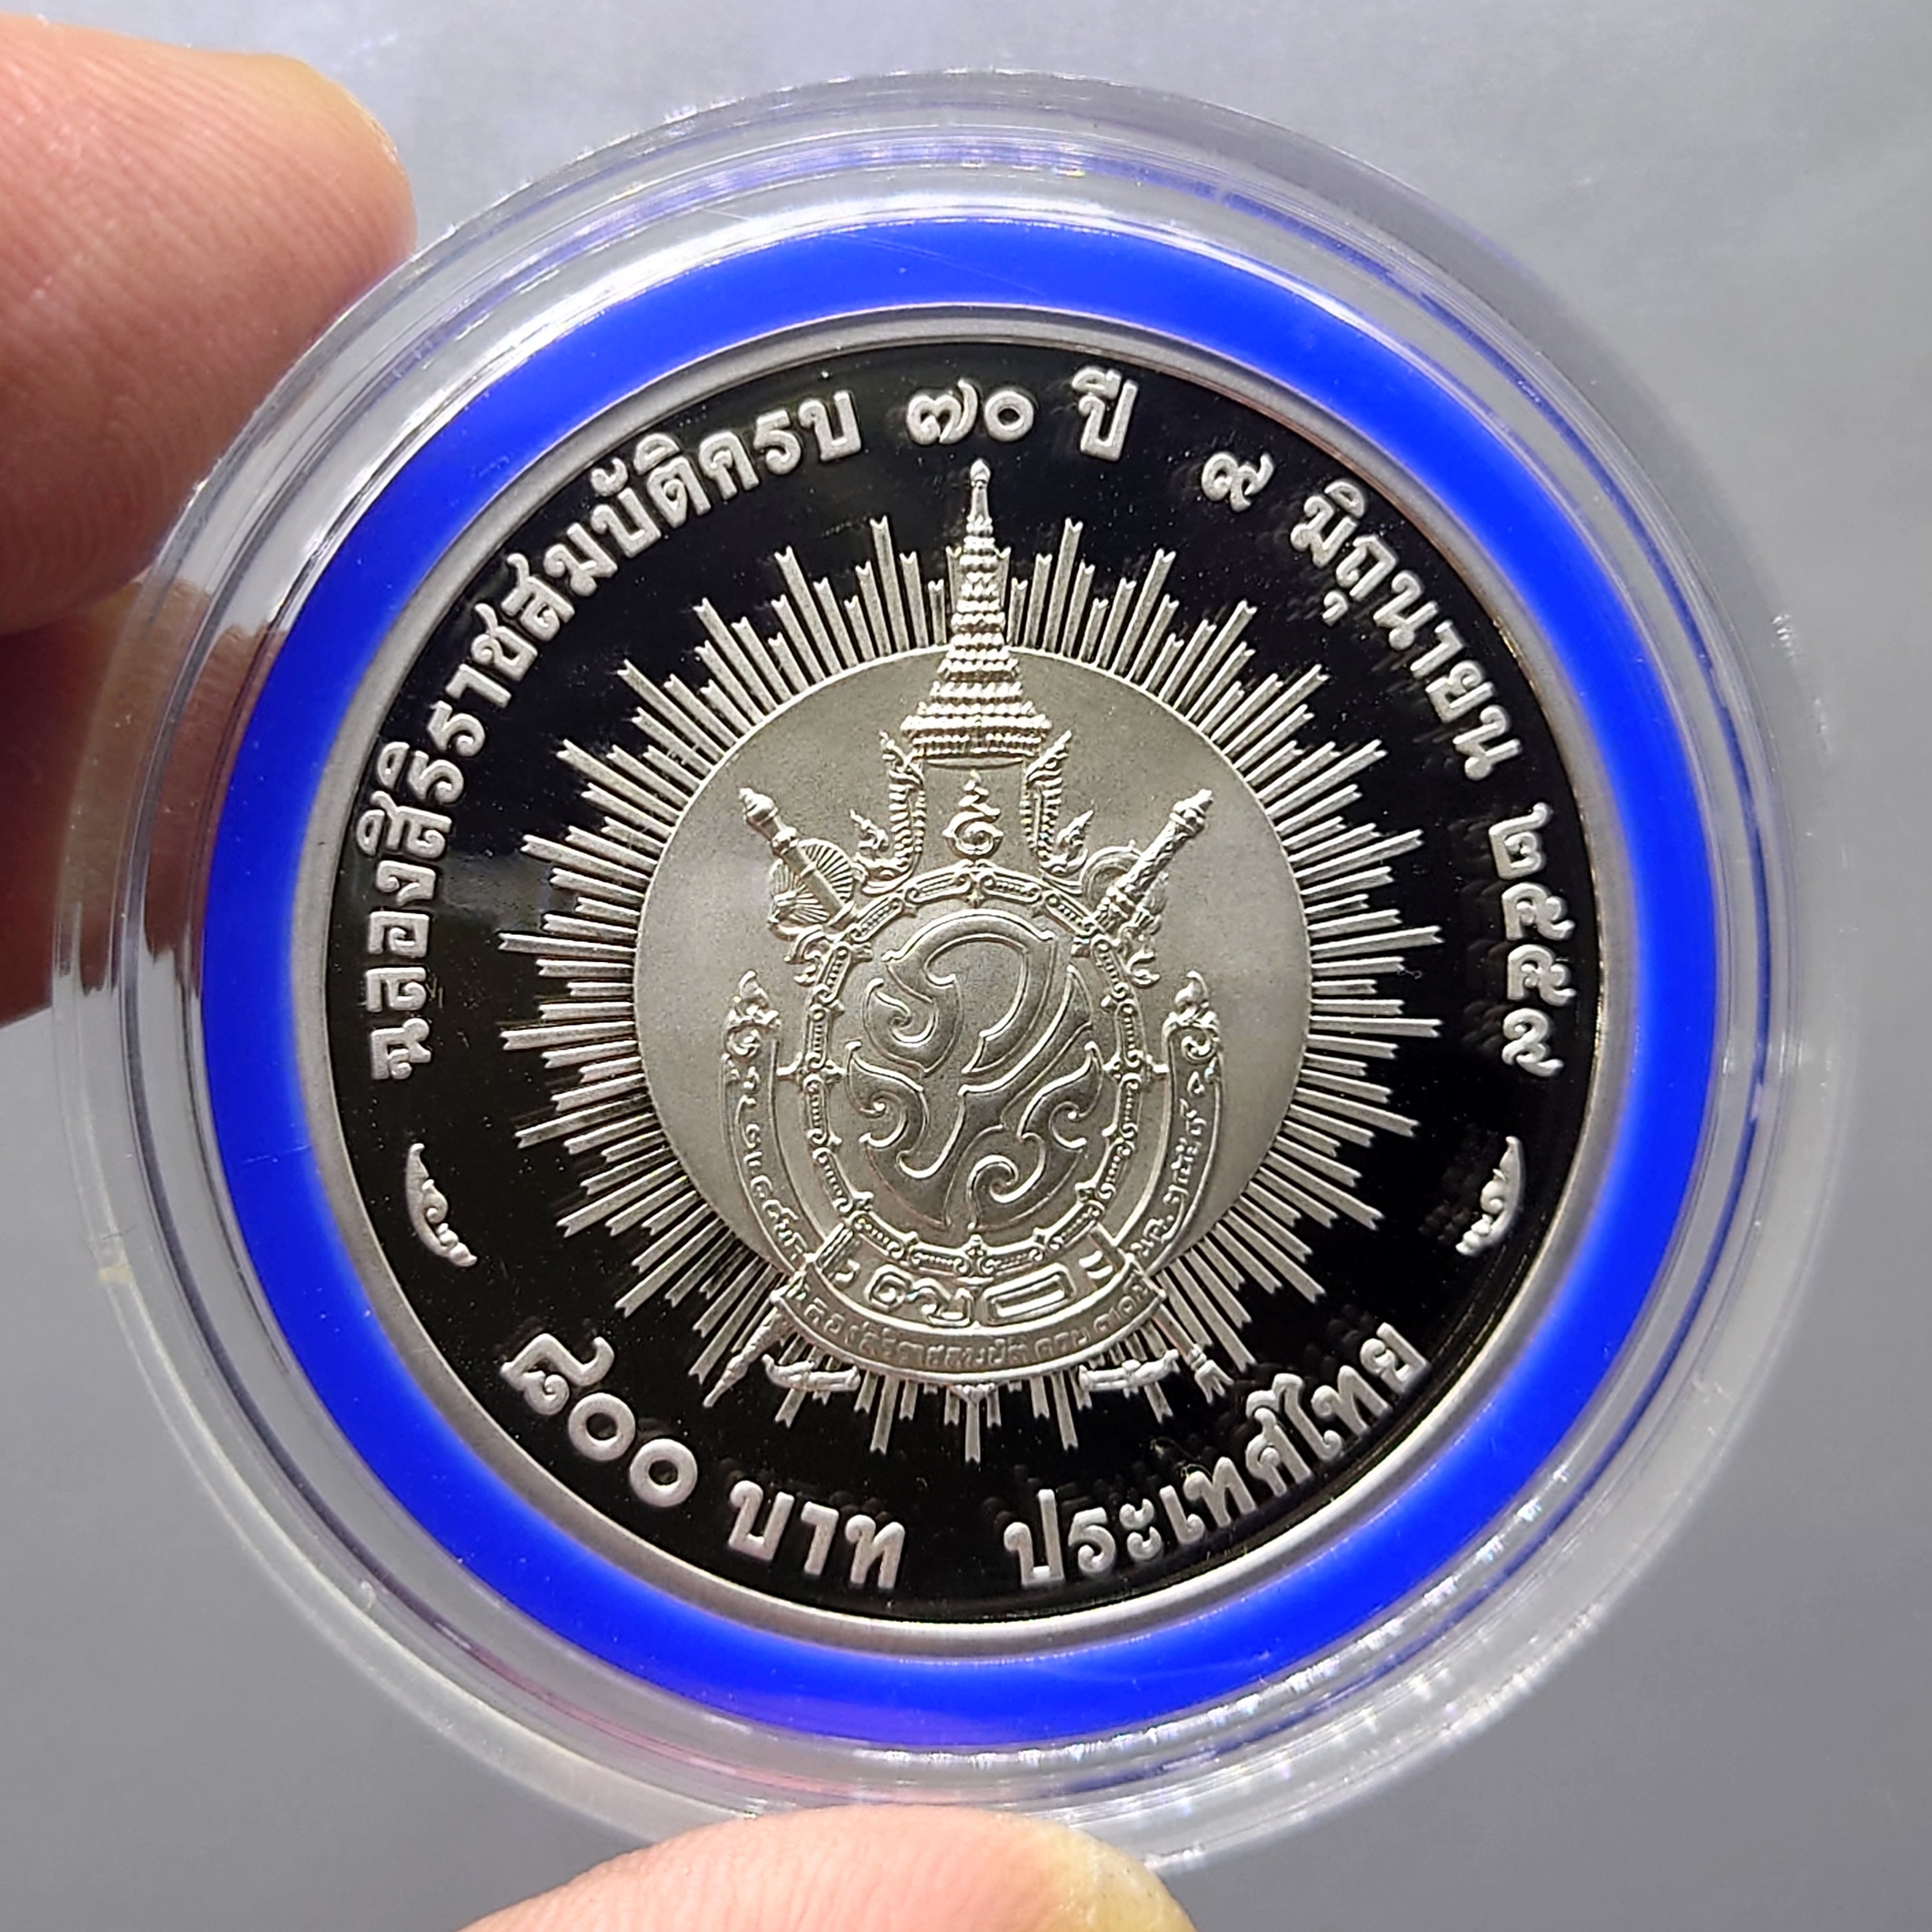 ฉลองสิริราชสมบัติครบ ๗๐ ปี ๙ มิถุนายน ๒๕๕๙
๘๐๐ บาท ประเทศไทย